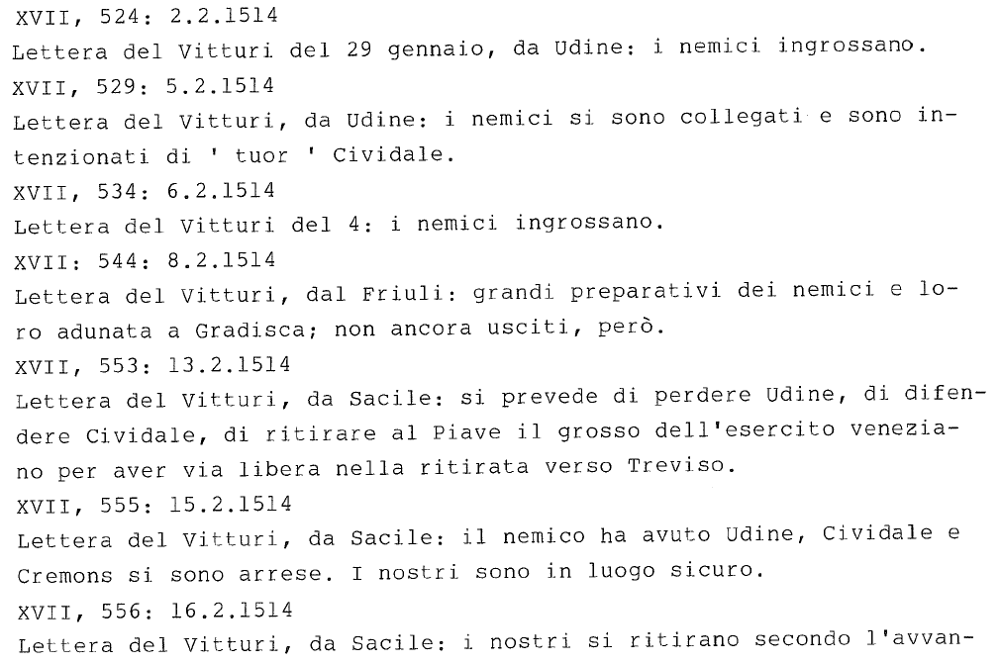 XVII, 524: 2.2.1514
Lettera del Vitturi del 29 gennaio, da Udine: i nemici ingrossano.
XVII, 529: 5.2.1514
Lettera del Vitturi, da Udine: i nemici si sono collegati e sono in-
tenzionati di ' tuor ' Cividale.
XVII, 534: 6.2.1514
Lettera del Vitturi del 4: i nemici ingrossano.
XVII: 544: 8.2.1514
Lettera del Vitturi, dal Friuli: grandi preparativi dei nemici e lo-
ro adunata a Gradisca; non ancora usciti, però.
XVII, 553: 13.2.1514
Lettera del Vitturi, da Sacile: si prevede di perdere Udine, di difen-
dere Cividale, di ritirare al Piave il grosso dell'esercito venezia-
no per aver via libera nella ritirata verso Treviso.
XVII, 555: 15.2.1514
Lettera del Vitturi, da Sacile: il nemico ha avuto Udine, Cividale e
Cremons si sono arrese. I nostri sono in luogo sicuro.
XVII, 556: 16.2.1514
Lettera del Vitturi, da Sacile: i nostri si ritirano secondo l'avvan-